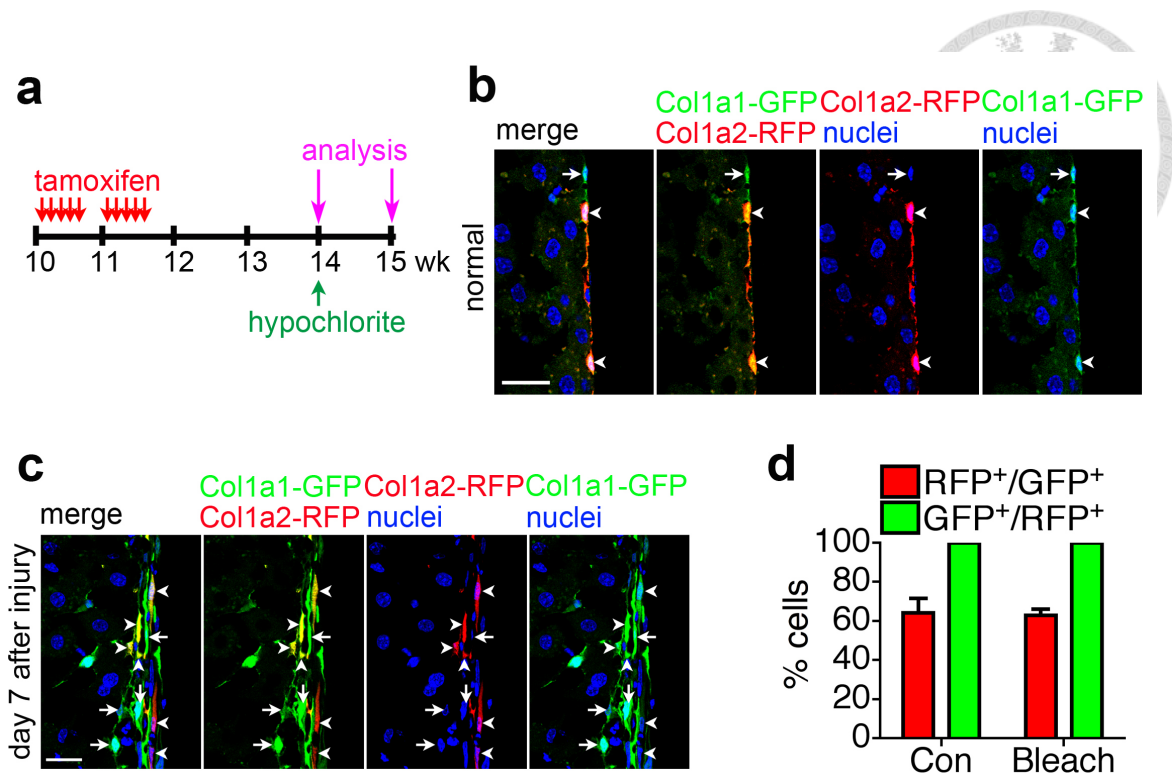 a
tamoxifen
analysis
10 11 12 13 14 15 wk
hypochlorite
b
merge
Col1a1-GFP
Col1a2-RFP
Col1a2-RFP
nuclei
Col1a1-GFP
nuclei
normal
c
merge
Col1a1-GFP
Col1a2-RFP
Col1a2-RFP
nuclei
Col1a1-GFP
nuclei
day 7 after injury
d
RFP⁺/GFP⁺
GFP⁺/RFP⁺
% cells
100
80
60
40
20
0
Con Bleach